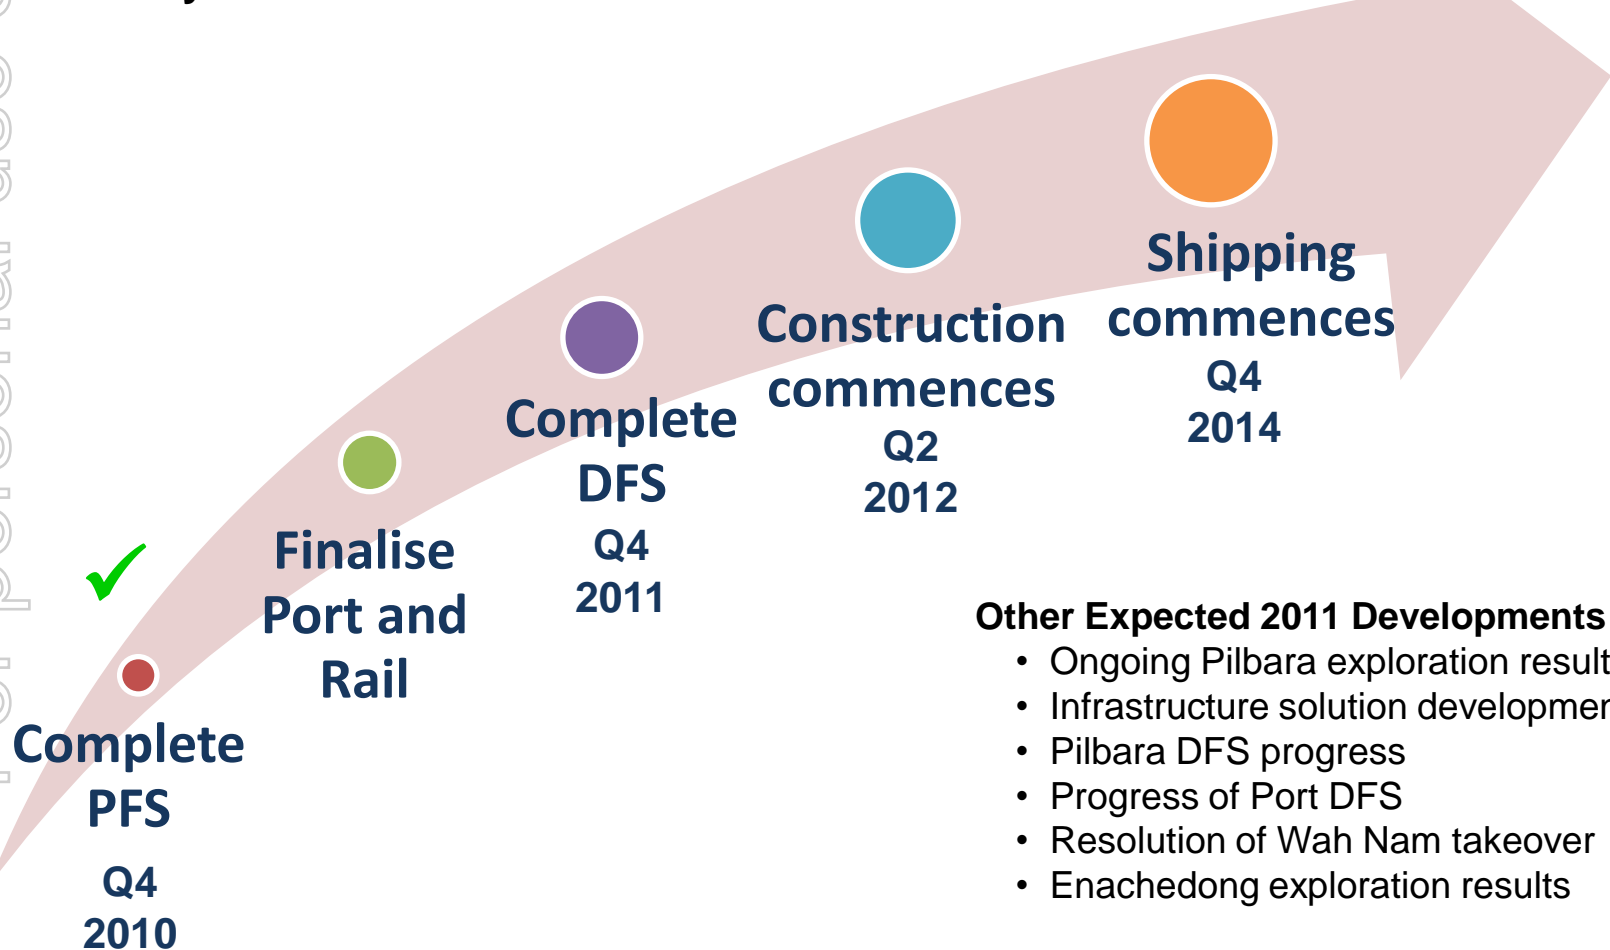 Complete
PFS
Q4
2010
Finalise
Port and
Rail
Complete
DFS
Q4
2011
Construction
commences
Q2
2012
Shipping
commences
Q4
2014
Other Expected 2011 Developments
• Ongoing Pilbara exploration result
• Infrastructure solution developmen
• Pilbara DFS progress
• Progress of Port DFS
• Resolution of Wah Nam takeover
• Enachedong exploration results